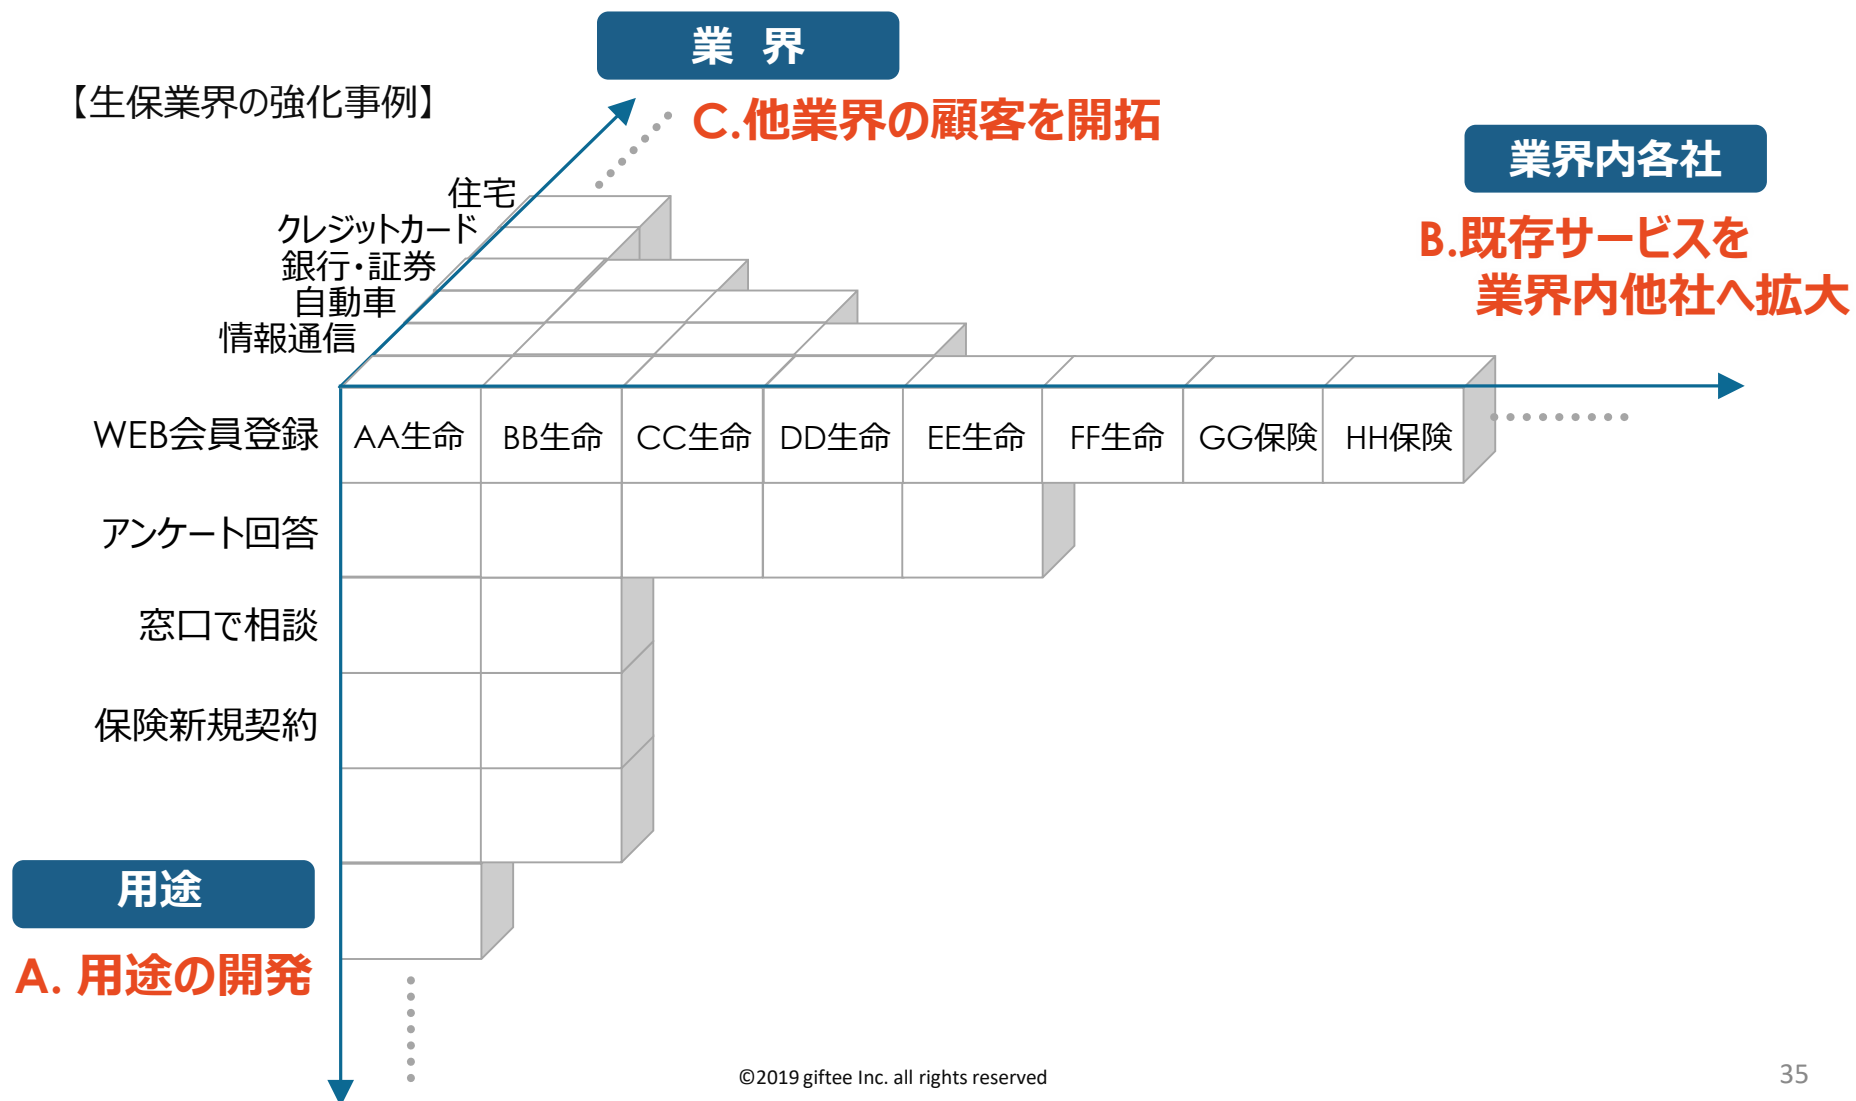 業 界
【生保業界の強化事例】
C.他業界の顧客を開拓
業界内各社
B.既存サービスを
業界内他社へ拡大
住宅
クレジットカード
銀行・証券
自動車
情報通信
WEB会員登録
AA生命
BB生命
CC生命
DD生命
EE生命
FF生命
GG保険
HH保険
アンケート回答
窓口で相談
保険新規契約
用途
A. 用途の開発
©2019 giftee Inc. all rights reserved
35